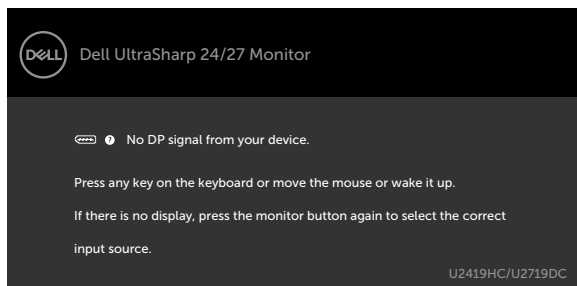 DELL
Dell UltraSharp 24/27 Monitor
? No DP signal from your device.
Press any key on the keyboard or move the mouse or wake it up.
If there is no display, press the monitor button again to select the correct
input source.
U2419HC/U2719DC